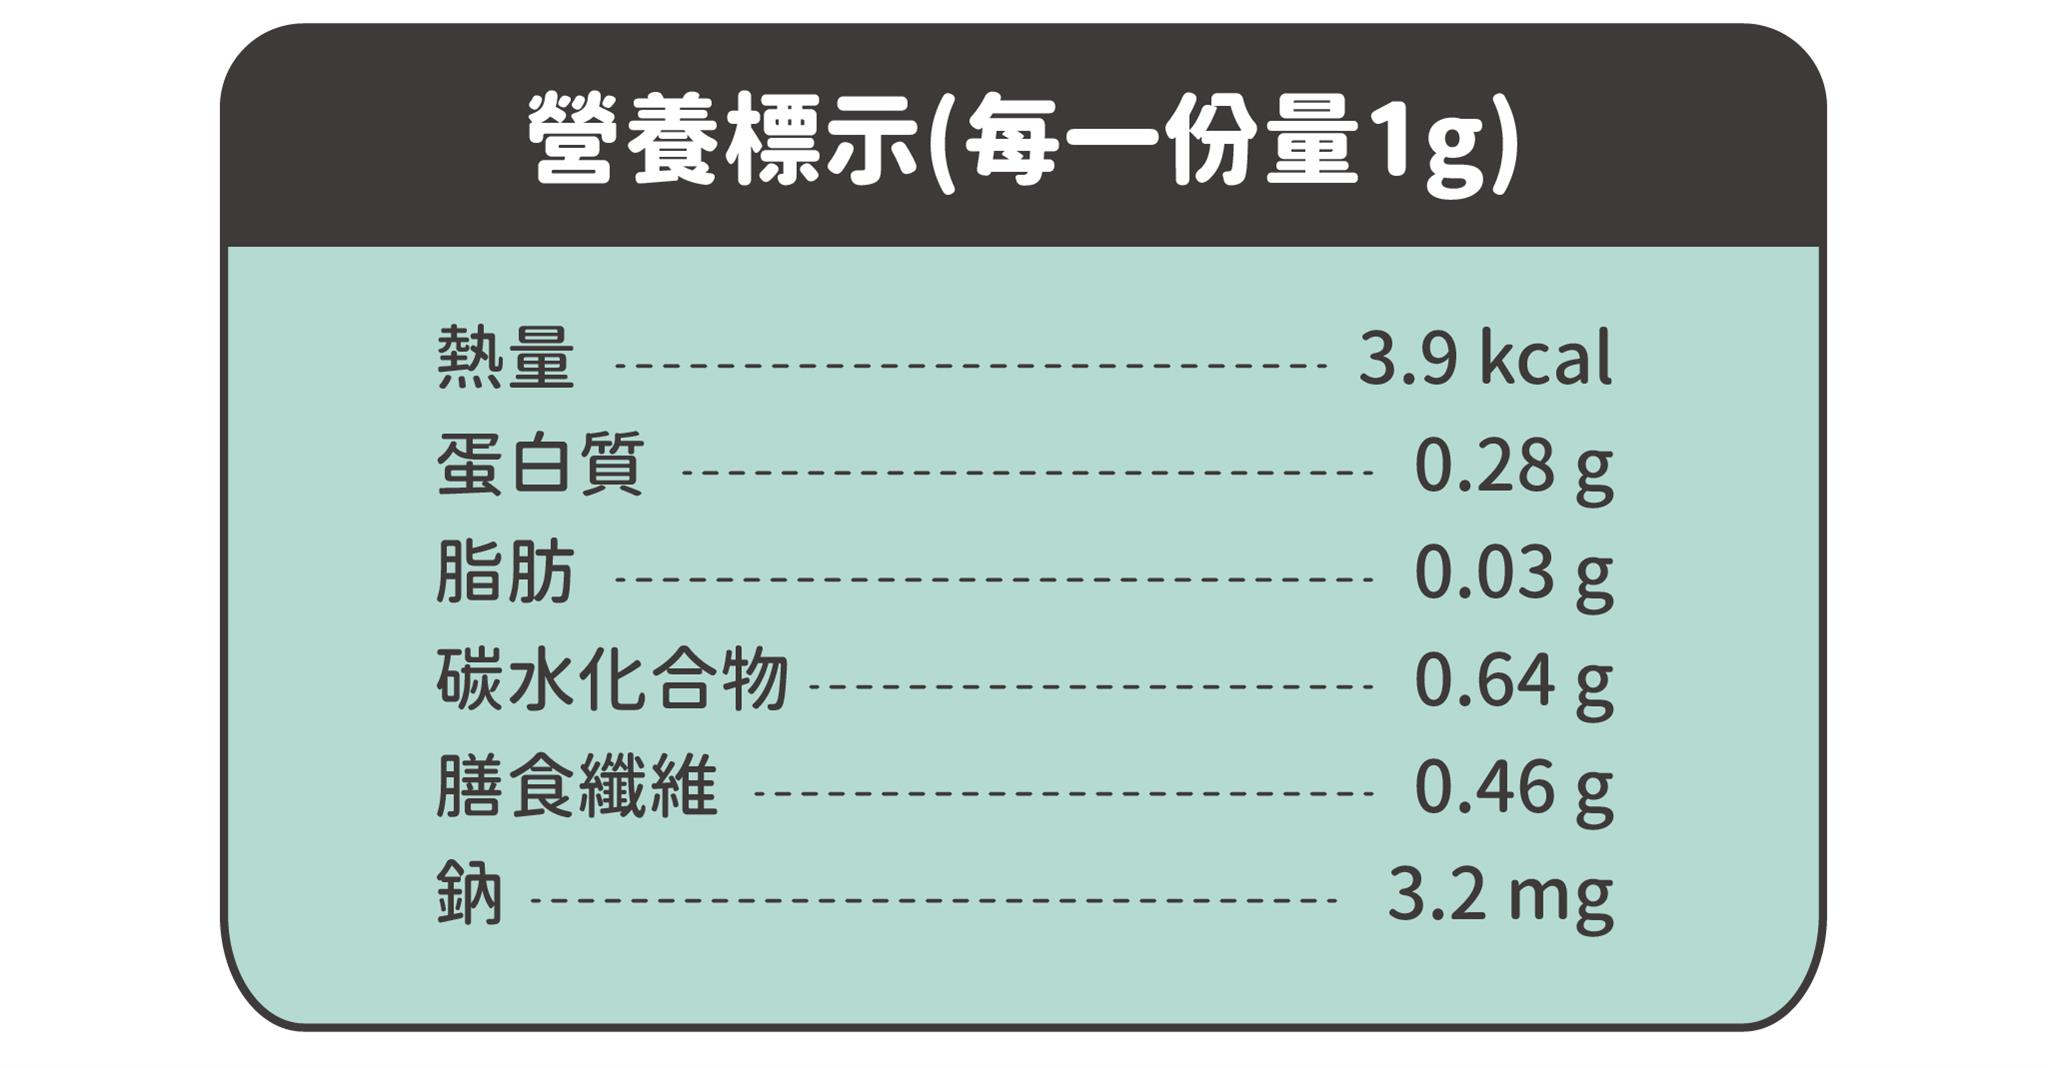 營養標示(每一份量1g)
熱量 3.9 kcal
蛋白質 0.28 g
脂肪 0.03 g
碳水化合物 0.64 g
膳食纖維 0.46 g
鈉 3.2 mg